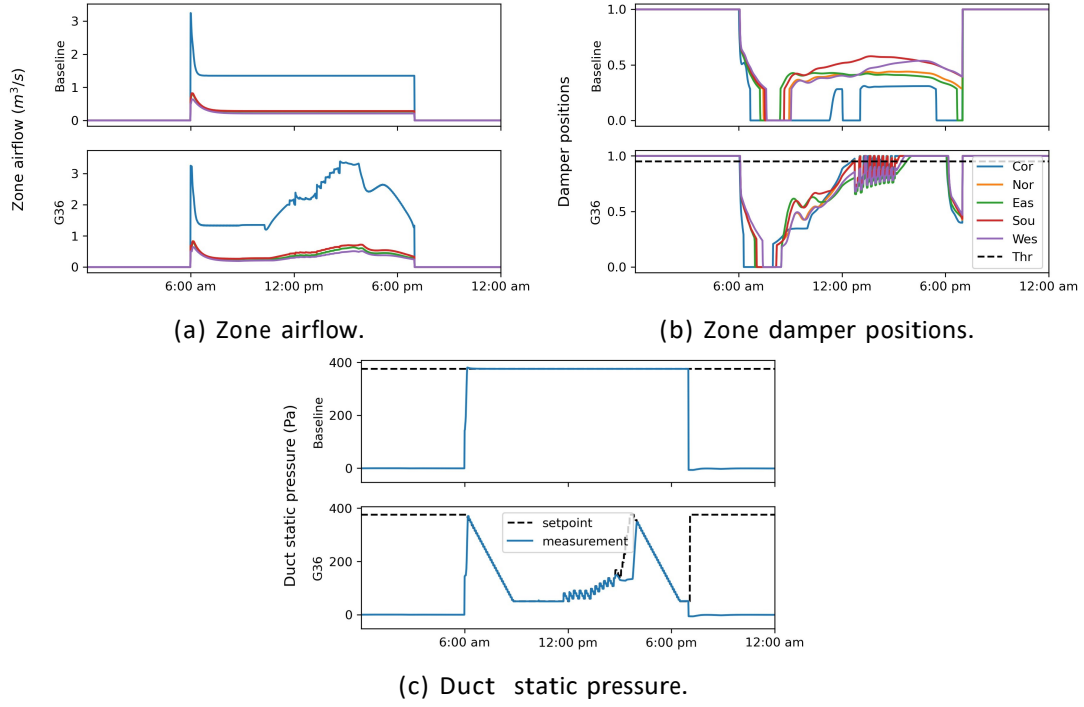 Zone airflow (m³/s)
Baseline
3
2
1
0
G36
3
2
1
0
6:00 am 12:00 pm 6:00 pm 12:00 am
(a) Zone airflow.
Damper positions
Baseline
1.0
0.5
0.0
G36
1.0
0.5
0.0
Cor
Nor
Eas
Sou
Wes
Thr
6:00 am 12:00 pm 6:00 pm 12:00 am
(b) Zone damper positions.
Duct static pressure (Pa)
Baseline
400
200
0
G36
400
200
0
setpoint
measurement
6:00 am 12:00 pm 6:00 pm 12:00 am
(c) Duct static pressure.